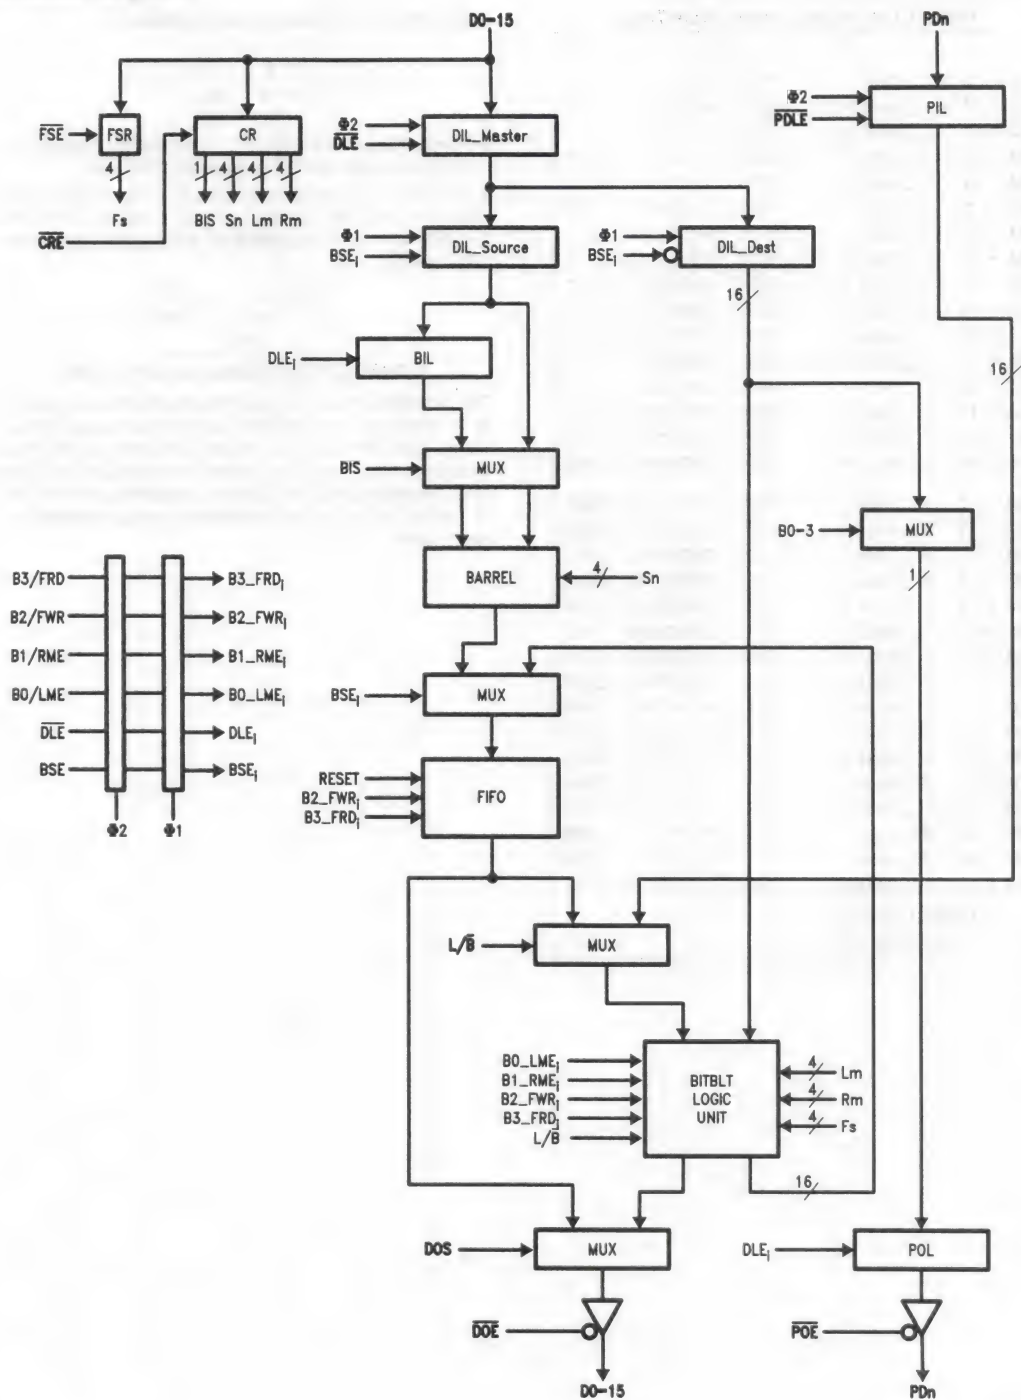 D0-15
PDn
FSE
FSR
CR
Φ2
DLE
DIL_Master
Φ2
PDLE
PIL
4
1
4
4
4
Fs
BIS
Sn
Lm
Rm
CRE
Φ1
BSEi
DIL_Source
Φ1
BSEi
DIL_Dest
16
DLEi
BIL
16
BIS
MUX
B0-3
MUX
1
BARREL
4
Sn
B3/FRD
B3_FRDi
B2/FWR
B2_FWRi
B1/RME
B1_RMEi
B0/LME
B0_LMEi
DLE
DLEi
BSE
BSEi
Φ2
Φ1
BSEi
MUX
RESET
B2_FWRi
B3_FRDi
FIFO
L/B
MUX
B0_LMEi
B1_RMEi
B2_FWRi
B3_FRDi
L/B
BITBLT
LOGIC
UNIT
4
Lm
4
Rm
4
Fs
16
DOS
MUX
DLEi
POL
DOE
POE
D0-15
PDn